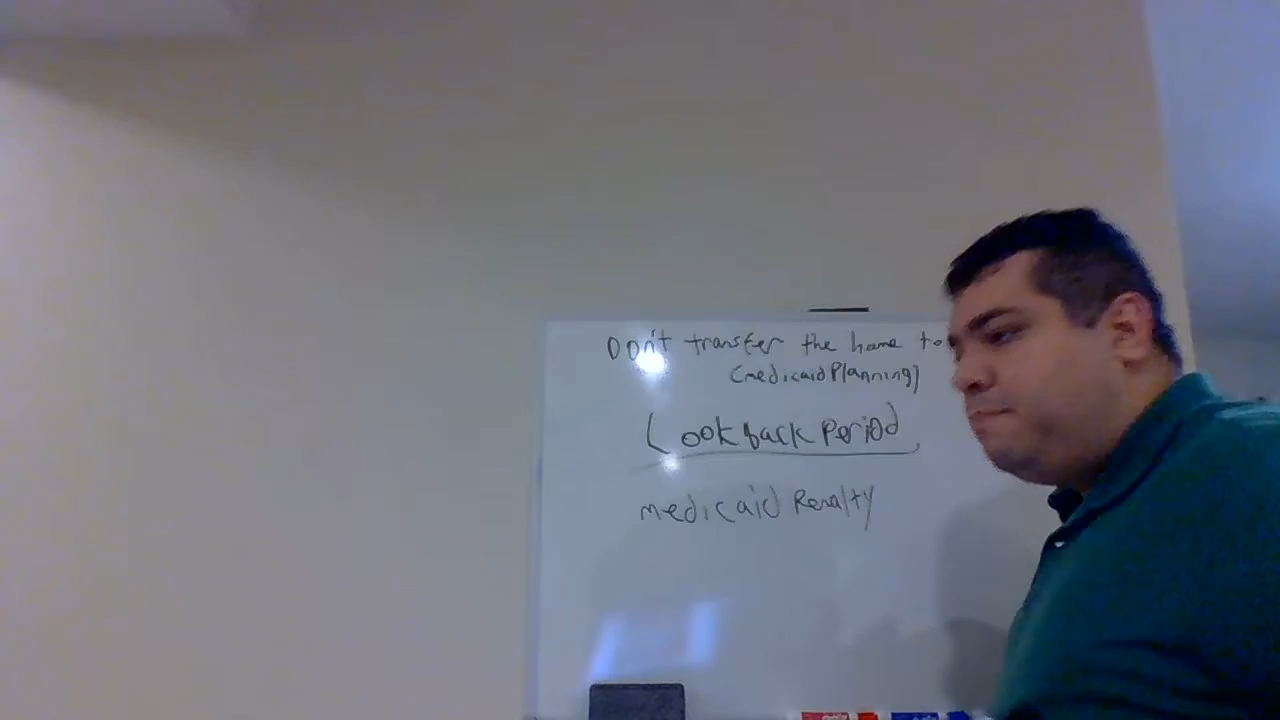 Don't transfer the home to
(medicaid Planning)
Lookback Period
medicaid Penalty